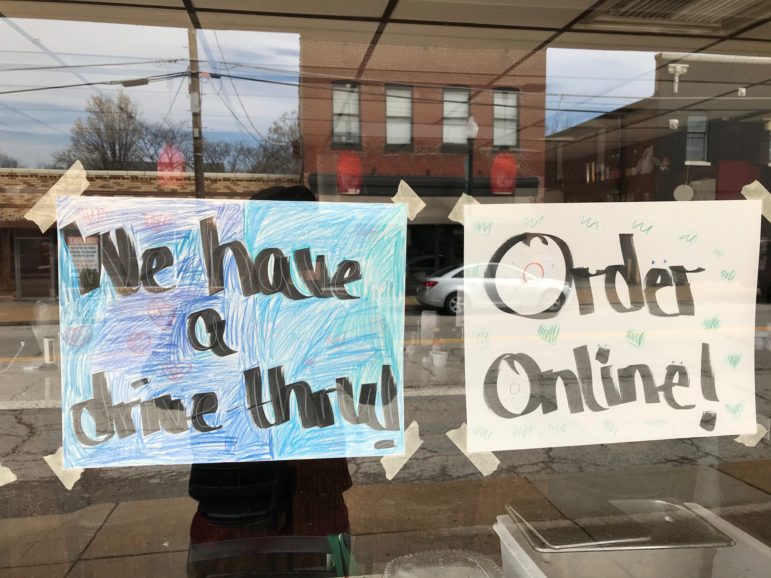 We have
a
drive-thru!
Order
Online!